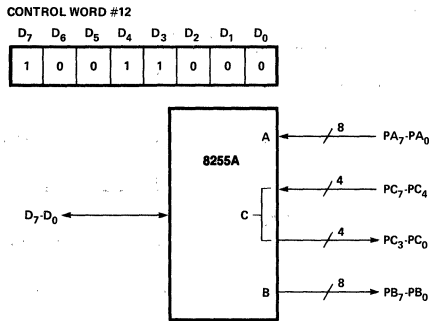 CONTROL WORD #12
D7 D6 D5 D4 D3 D2 D1 D0
1 0 0 1 1 0 0 0
8255A
A
8
PA7-PA0
4
PC7-PC4
C
D7-D0
4
PC3-PC0
B
8
PB7-PB0